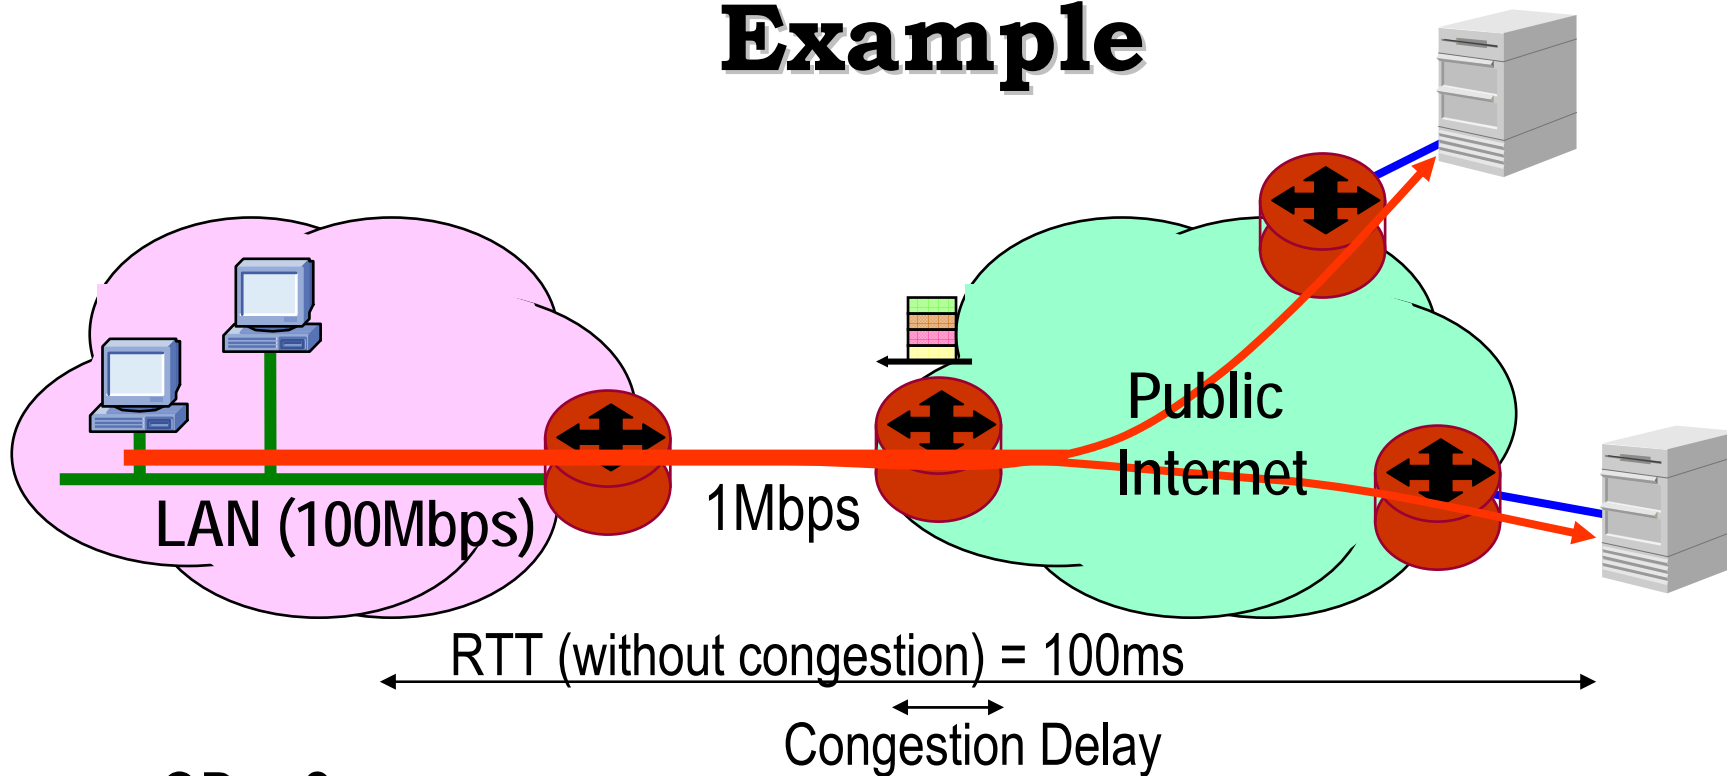 Example
Public
Internet
LAN (100Mbps)
1Mbps
RTT (without congestion) = 100ms
Congestion Delay